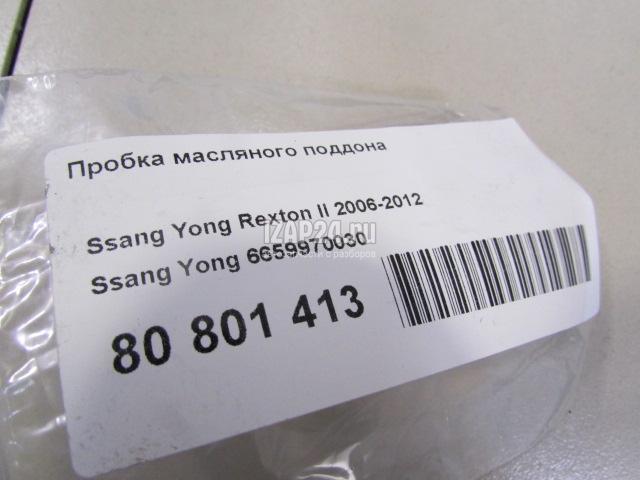 Пробка масляного поддона
Ssang Yong Rexton II 2006-2012
IZAP24.ru
Ssang Yong 6659970030
80 801 413